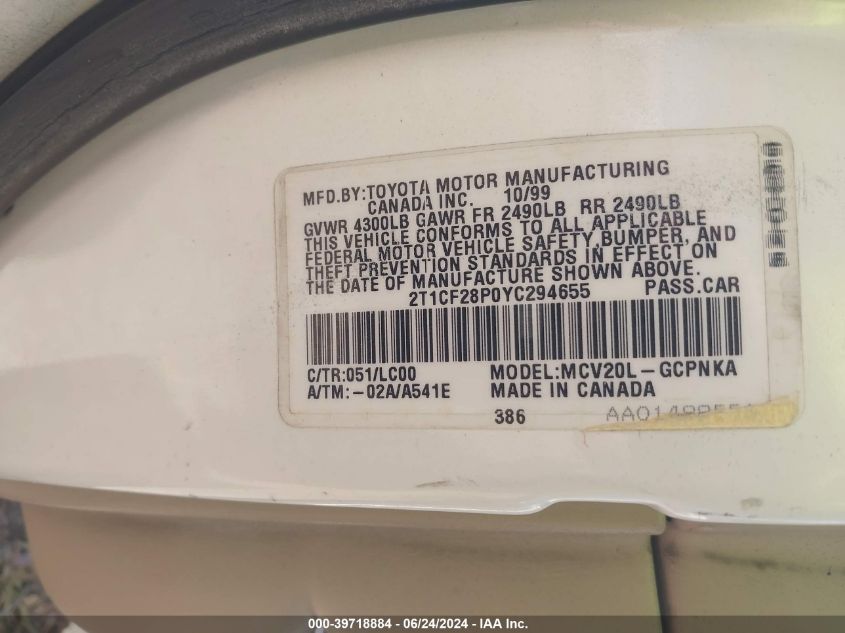 MFD.BY:TOYOTA MOTOR MANUFACTURING
CANADA INC. 10/99
GVWR 4300LB GAWR FR 2490LB RR 2490LB
THIS VEHICLE CONFORMS TO ALL APPLICABLE
FEDERAL MOTOR VEHICLE SAFETY, BUMPER, AND
THEFT PREVENTION STANDARDS IN EFFECT ON
THE DATE OF MANUFACTURE SHOWN ABOVE.
2T1CF28P0YC294655 PASS.CAR
C/TR:051/LC00 MODEL:MCV20L-GCPNKA
A/TM:-02A/A541E MADE IN CANADA
386
000-39718884 - 06/24/2024 - IAA Inc.